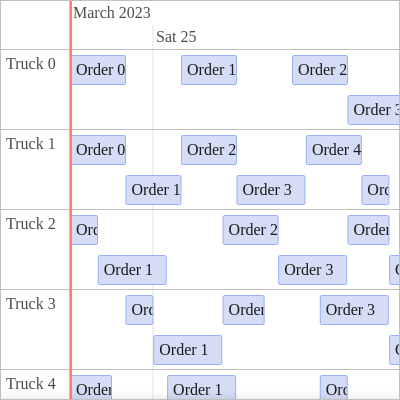 March 2023
Sat 25
Truck 0
Order 0 Order 1 Order 2
Order 3
Truck 1
Order 0 Order 2 Order 4
Order 1 Order 3 Orc
Truck 2
Ord Order 2 Order
Order 1 Order 3
Truck 3
Ord Order Order 3
Order 1
Truck 4
Order Order 1 Ord